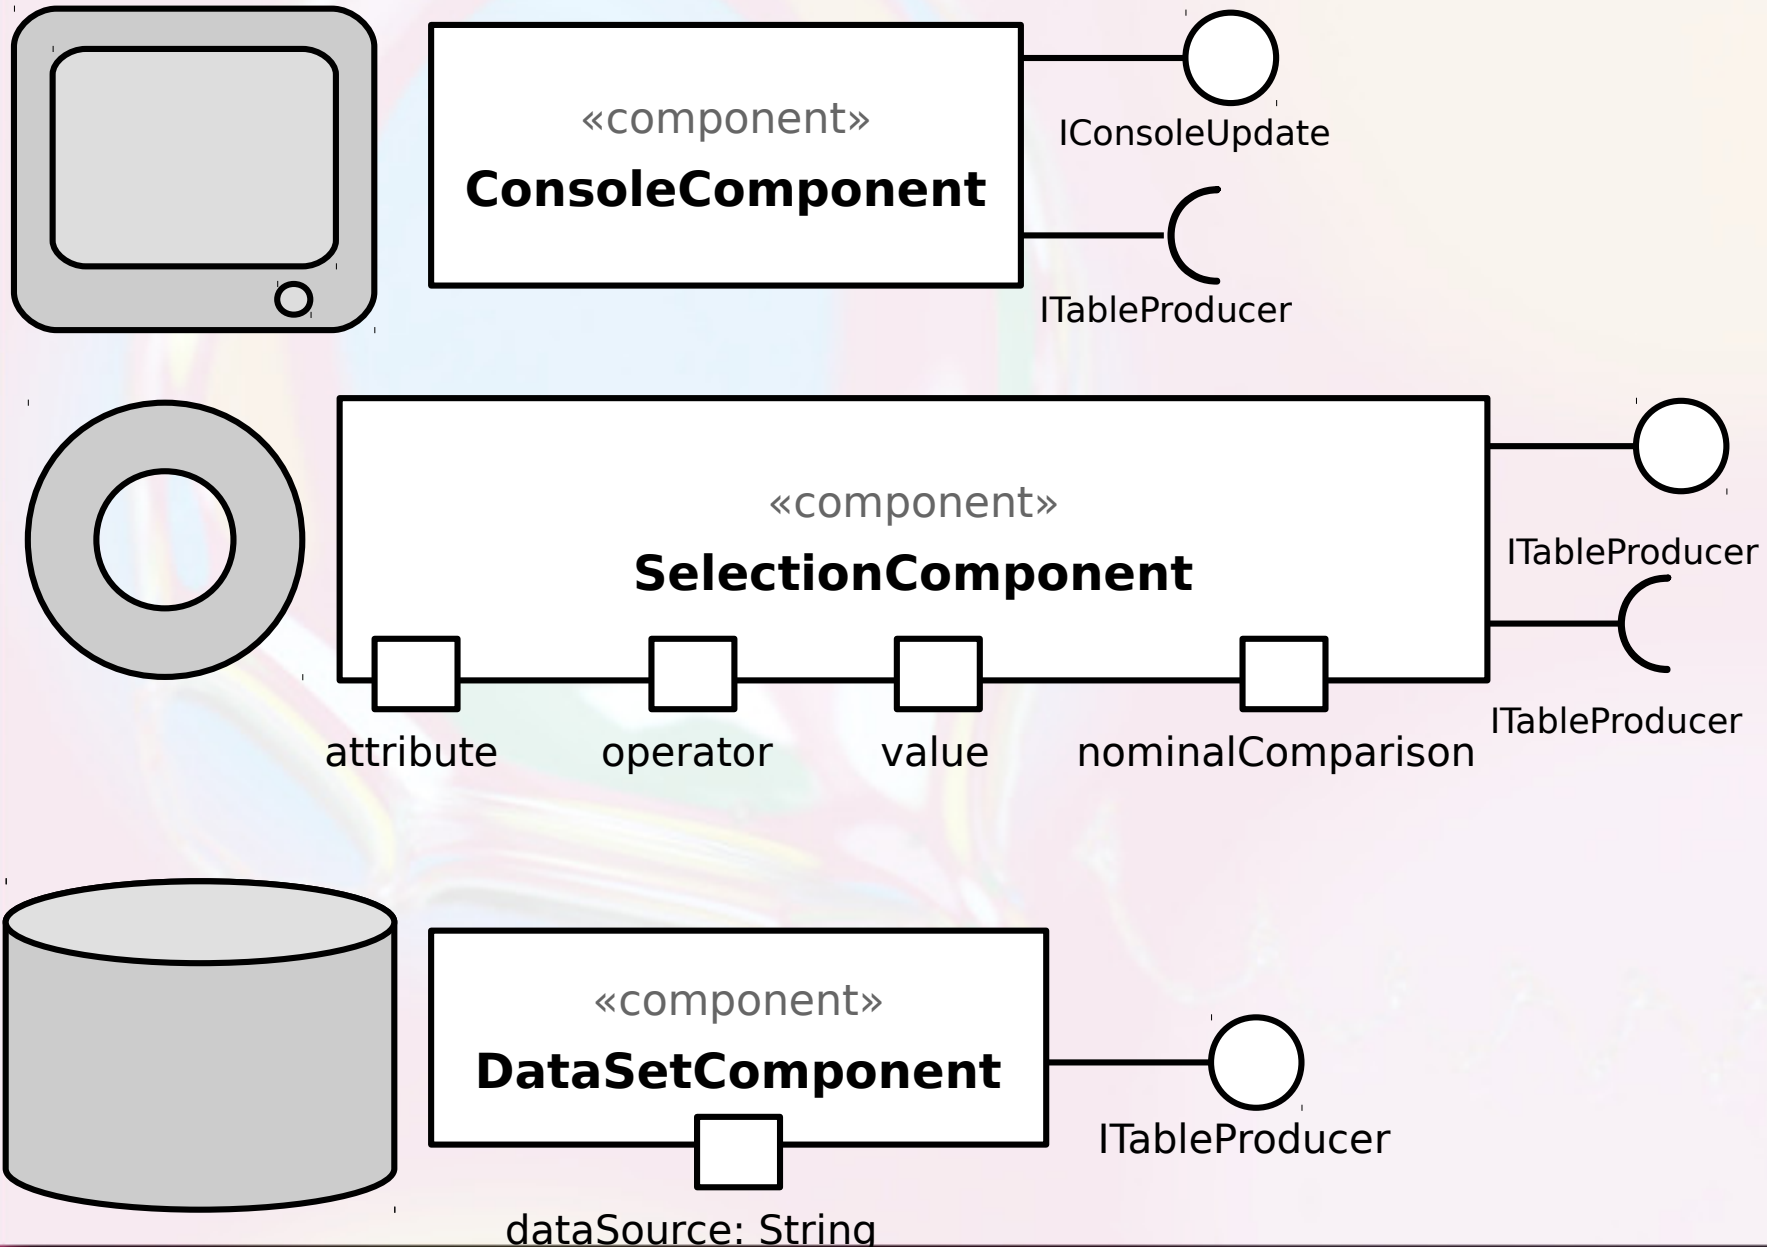 «component»
ConsoleComponent
IConsoleUpdate
ITableProducer
«component»
SelectionComponent
ITableProducer
ITableProducer
attribute
operator
value
nominalComparison
«component»
DataSetComponent
ITableProducer
dataSource: String